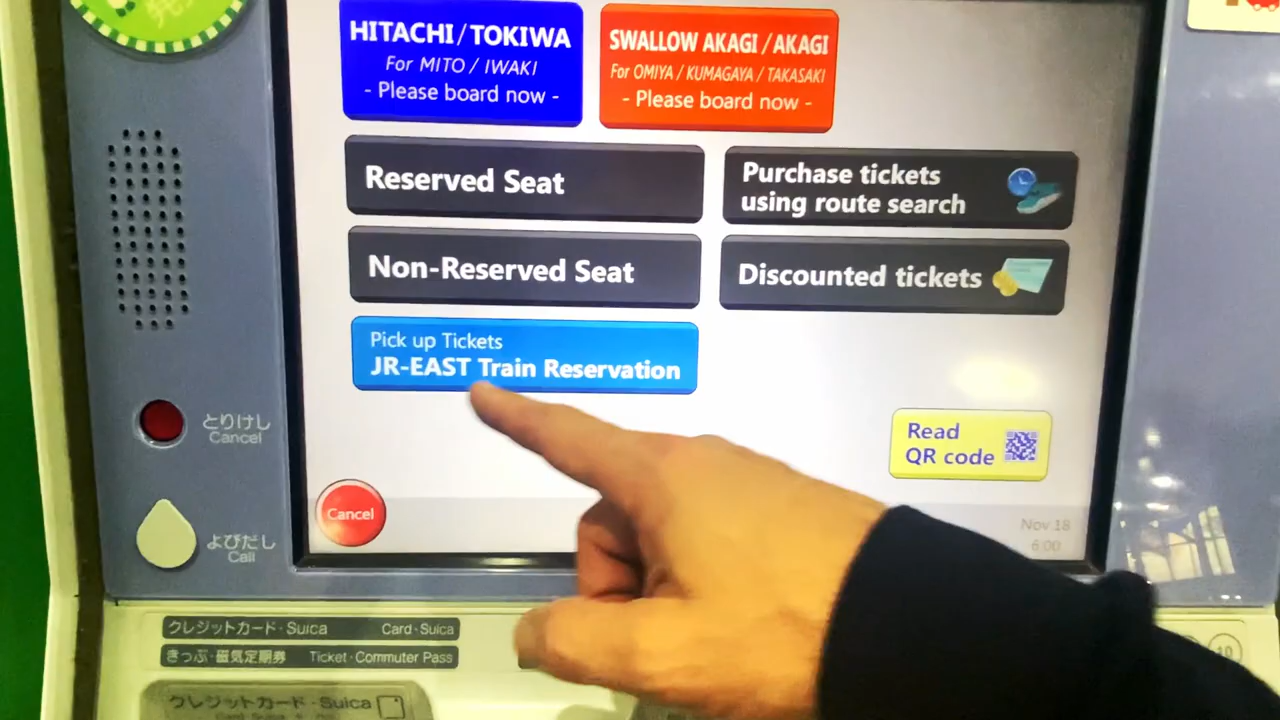 HITACHI/TOKIWA
For MITO / IWAKI
- Please board now -
SWALLOW AKAGI/AKAGI
For OMIYA / KUMAGAYA / TAKASAKI
- Please board now -
Reserved Seat
Purchase tickets
using route search
Non-Reserved Seat
Discounted tickets
Pick up Tickets
JR-EAST Train Reservation
Read
QR code
Cancel
Nov 18
6:00
とりけし
Cancel
よびだし
Call
クレジットカード・Suica Card・Suica
きっぷ・磁気定期券 Ticket・Commuter Pass
クレジットカード・Suica
10